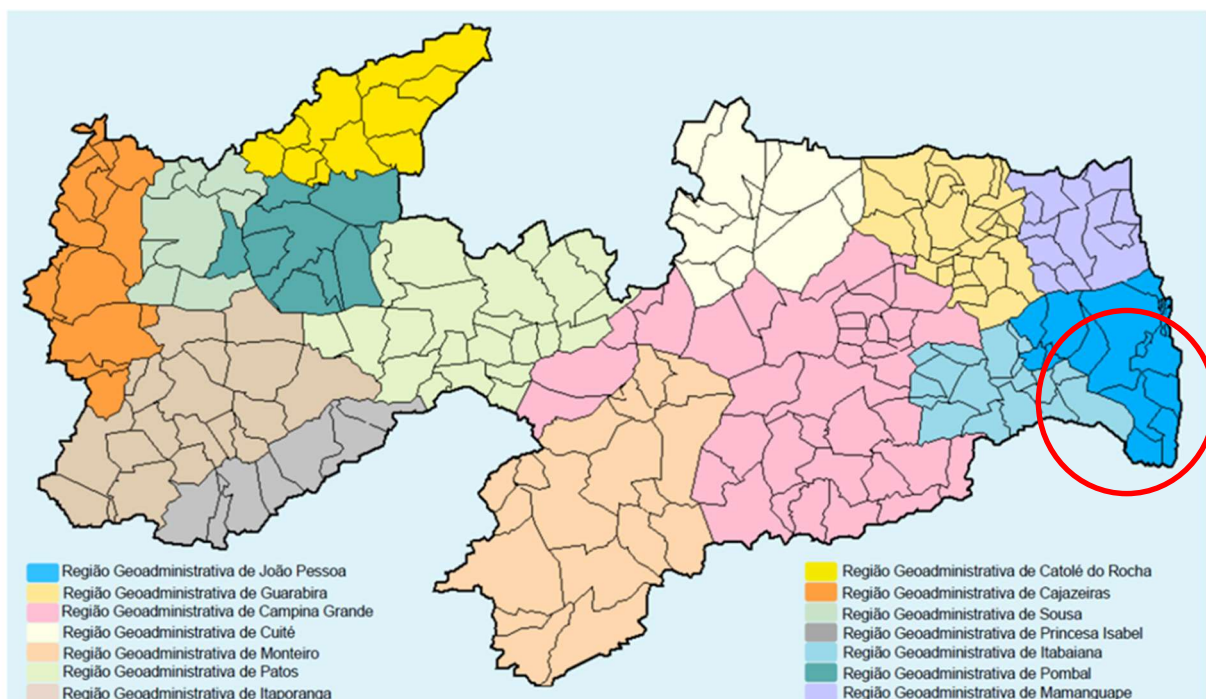 Região Geoadministrativa de João Pessoa
Região Geoadministrativa de Guarabira
Região Geoadministrativa de Campina Grande
Região Geoadministrativa de Cuité
Região Geoadministrativa de Monteiro
Região Geoadministrativa de Patos
Região Geoadministrativa de Itaporanga
Região Geoadministrativa de Catolé do Rocha
Região Geoadministrativa de Cajazeiras
Região Geoadministrativa de Sousa
Região Geoadministrativa de Princesa Isabel
Região Geoadministrativa de Itabaiana
Região Geoadministrativa de Pombal
Região Geoadministrativa de Mamanguape